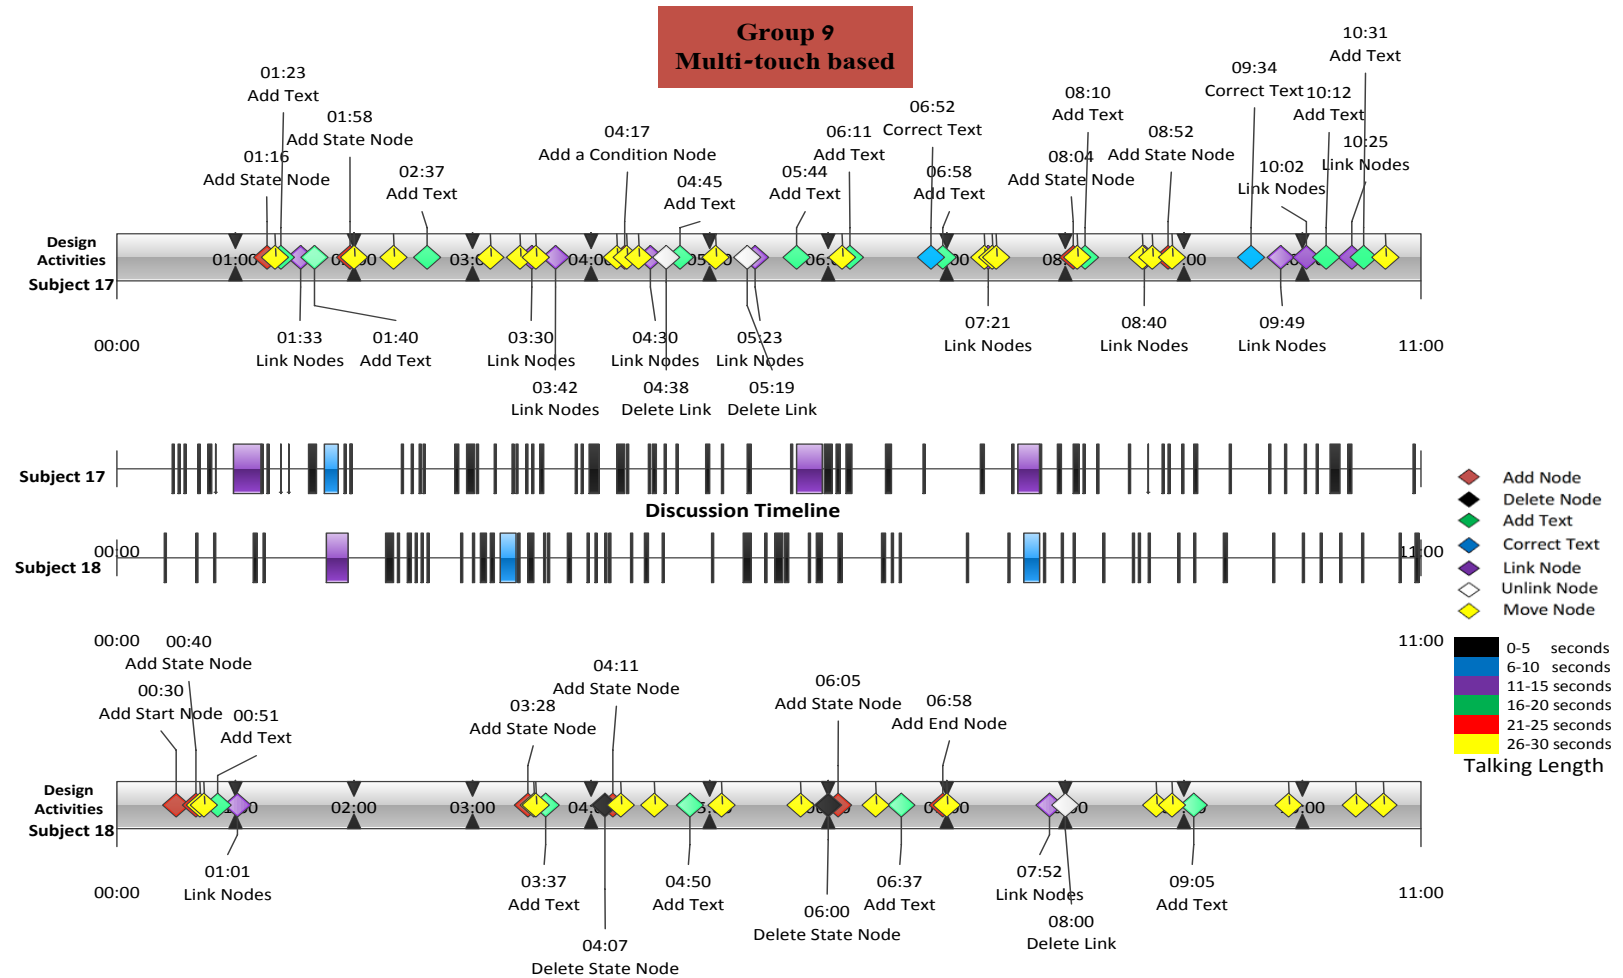 Group 9
Multi-touch based
10:31
Add Text
01:23
Add Text
09:34
Correct Text
10:12
Add Text
08:10
Add Text
06:52
Correct Text
01:58
Add State Node
04:17
Add a Condition Node
06:11
Add Text
08:52
Add State Node
10:25
Link Nodes
01:16
Add State Node
02:37
Add Text
04:45
Add Text
05:44
Add Text
06:58
Add Text
08:04
Add State Node
10:02
Link Nodes
Design
Activities
Subject 17
01:00
01:33
Link Nodes
01:40
Add Text
03:30
Link Nodes
04:30
Link Nodes
05:23
Link Nodes
07:21
Link Nodes
08:40
Link Nodes
09:49
Link Nodes
00:00
11:00
03:42
Link Nodes
04:38
Delete Link
05:19
Delete Link
Subject 17
Discussion Timeline
00:00
11:00
Subject 18
00:00
11:00
Add Node
Delete Node
Add Text
Correct Text
Link Node
Unlink Node
Move Node
0-5 seconds
6-10 seconds
11-15 seconds
16-20 seconds
21-25 seconds
26-30 seconds
Talking Length
00:40
Add State Node
00:30
Add Start Node
00:51
Add Text
04:11
Add State Node
03:28
Add State Node
06:05
Add State Node
06:58
Add End Node
Design
Activities
Subject 18
02:00
03:00
01:01
Link Nodes
03:37
Add Text
04:50
Add Text
06:37
Add Text
07:52
Link Nodes
09:05
Add Text
00:00
11:00
06:00
Delete State Node
08:00
Delete Link
04:07
Delete State Node